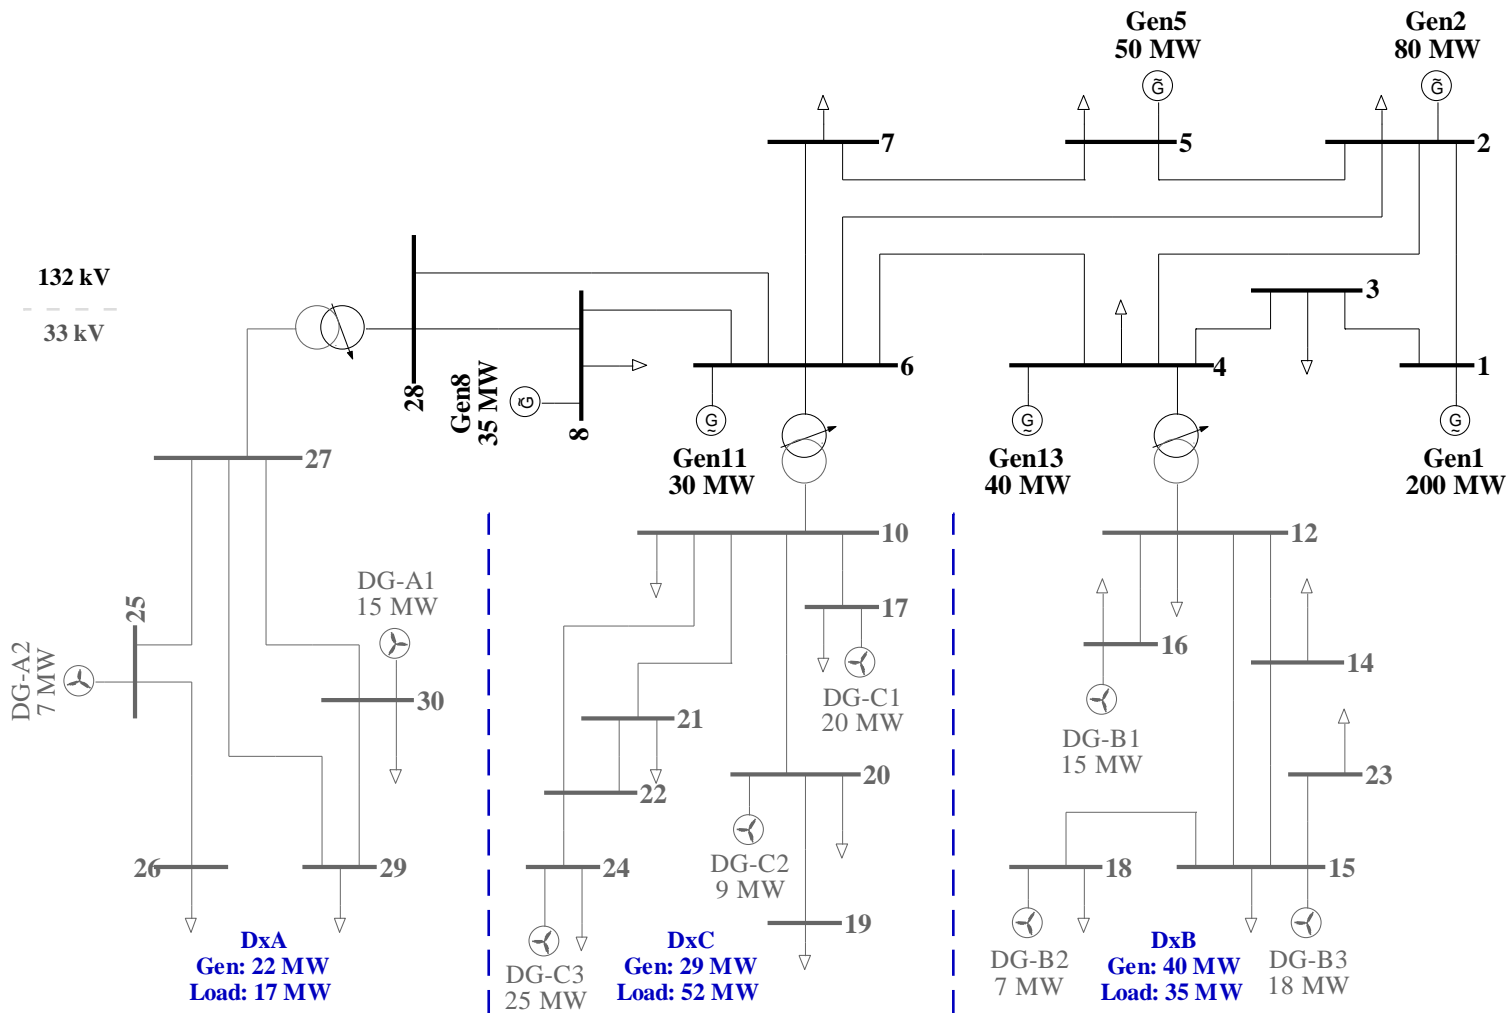 Gen5
50 MW
Gen2
80 MW
G
G
7
5
2
132 kV
33 kV
3
28
Gen8
35 MW
G
8
6
4
1
G
G
G
Gen11
30 MW
Gen13
40 MW
Gen1
200 MW
27
10
12
DG-A1
15 MW
25
DG-A2
7 MW
30
17
DG-C1
20 MW
16
14
DG-B1
15 MW
21
22
20
23
DG-C2
9 MW
26
29
24
19
18
15
DG-C3
25 MW
DG-B2
7 MW
DG-B3
18 MW
DxA
Gen: 22 MW
Load: 17 MW
DxC
Gen: 29 MW
Load: 52 MW
DxB
Gen: 40 MW
Load: 35 MW